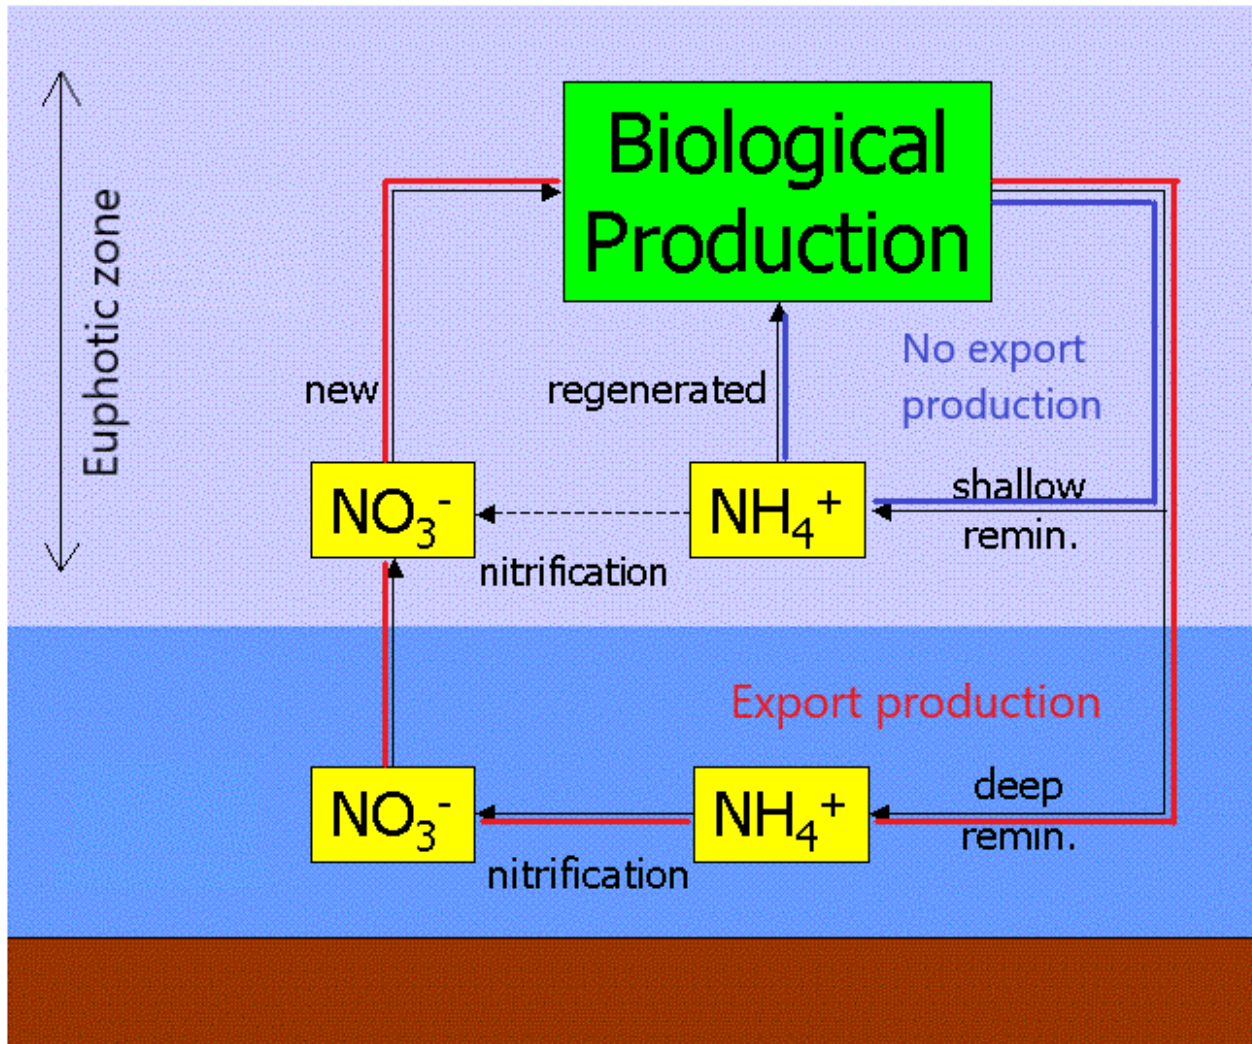 Euphotic zone
Biological
Production
new
regenerated
No export
production
NO₃⁻
NH₄⁺
shallow
remin.
nitrification
Export production
NO₃⁻
NH₄⁺
deep
remin.
nitrification